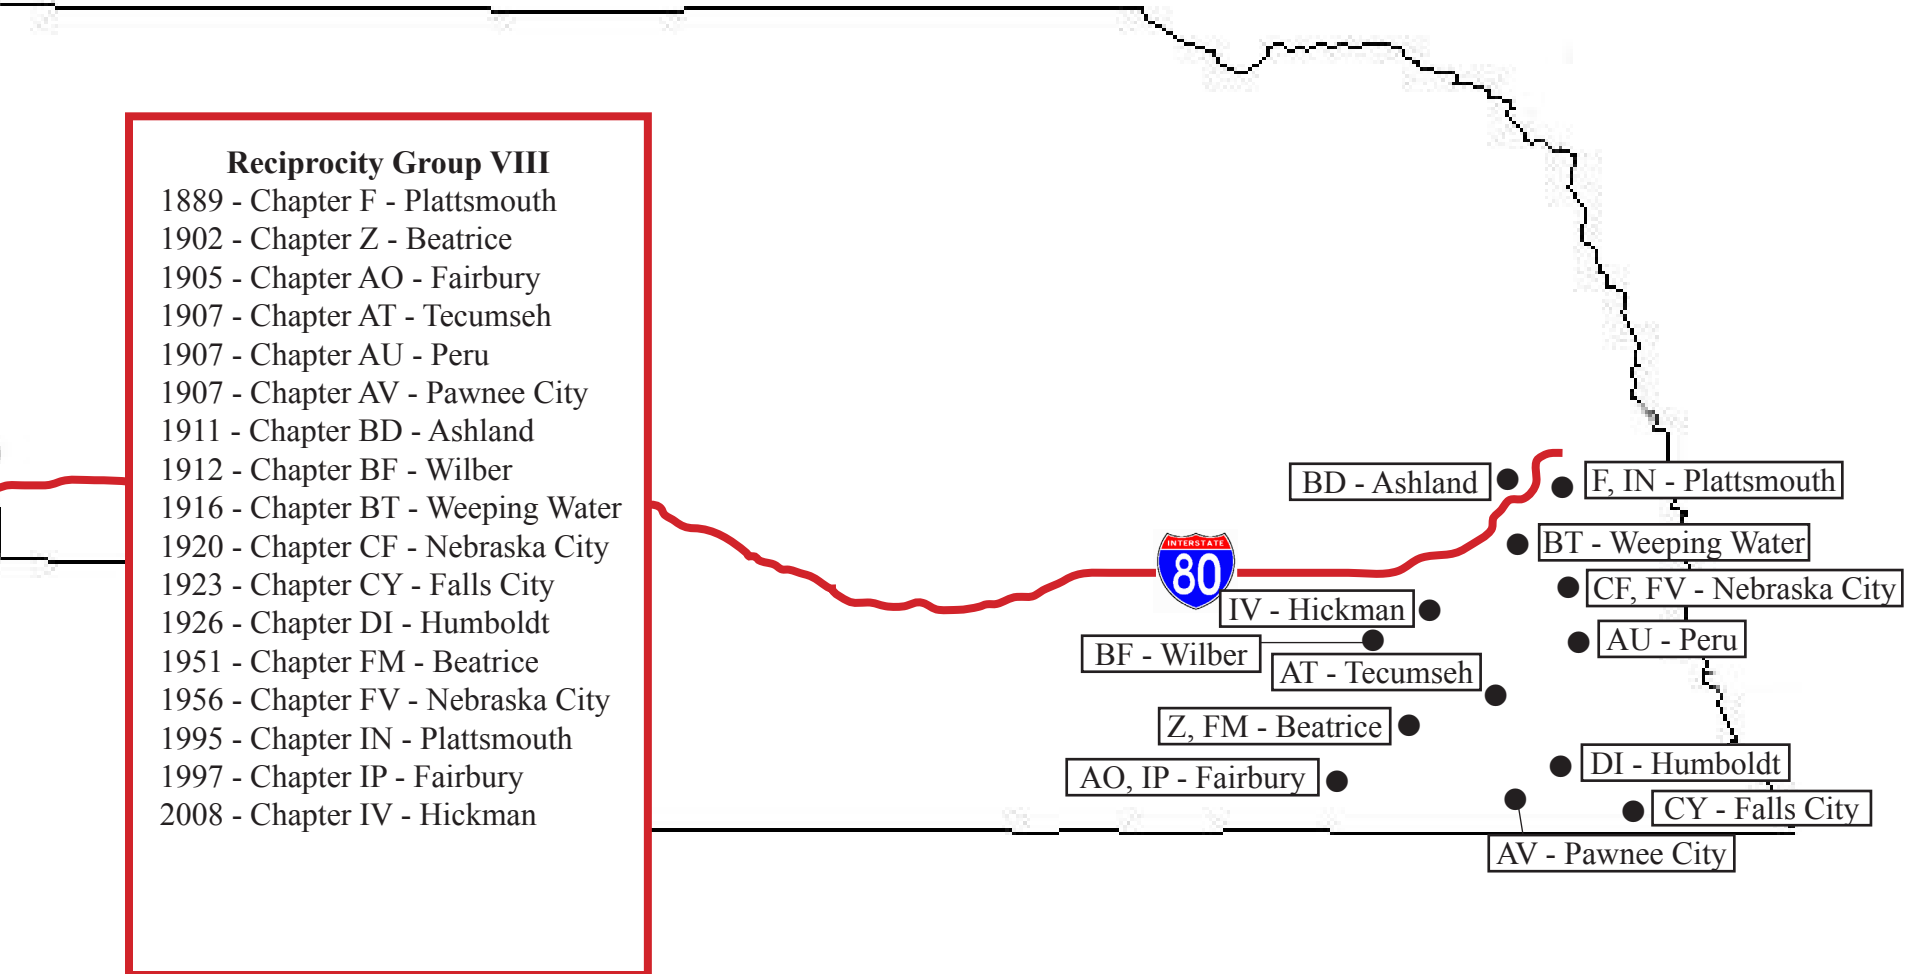 Reciprocity Group VIII
1889 - Chapter F - Plattsmouth
1902 - Chapter Z - Beatrice
1905 - Chapter AO - Fairbury
1907 - Chapter AT - Tecumseh
1907 - Chapter AU - Peru
1907 - Chapter AV - Pawnee City
1911 - Chapter BD - Ashland
1912 - Chapter BF - Wilber
1916 - Chapter BT - Weeping Water
1920 - Chapter CF - Nebraska City
1923 - Chapter CY - Falls City
1926 - Chapter DI - Humboldt
1951 - Chapter FM - Beatrice
1956 - Chapter FV - Nebraska City
1995 - Chapter IN - Plattsmouth
1997 - Chapter IP - Fairbury
2008 - Chapter IV - Hickman
BD - Ashland
F, IN - Plattsmouth
BT - Weeping Water
INTERSTATE
80
CF, FV - Nebraska City
IV - Hickman
AU - Peru
BF - Wilber
AT - Tecumseh
Z, FM - Beatrice
DI - Humboldt
AO, IP - Fairbury
CY - Falls City
AV - Pawnee City